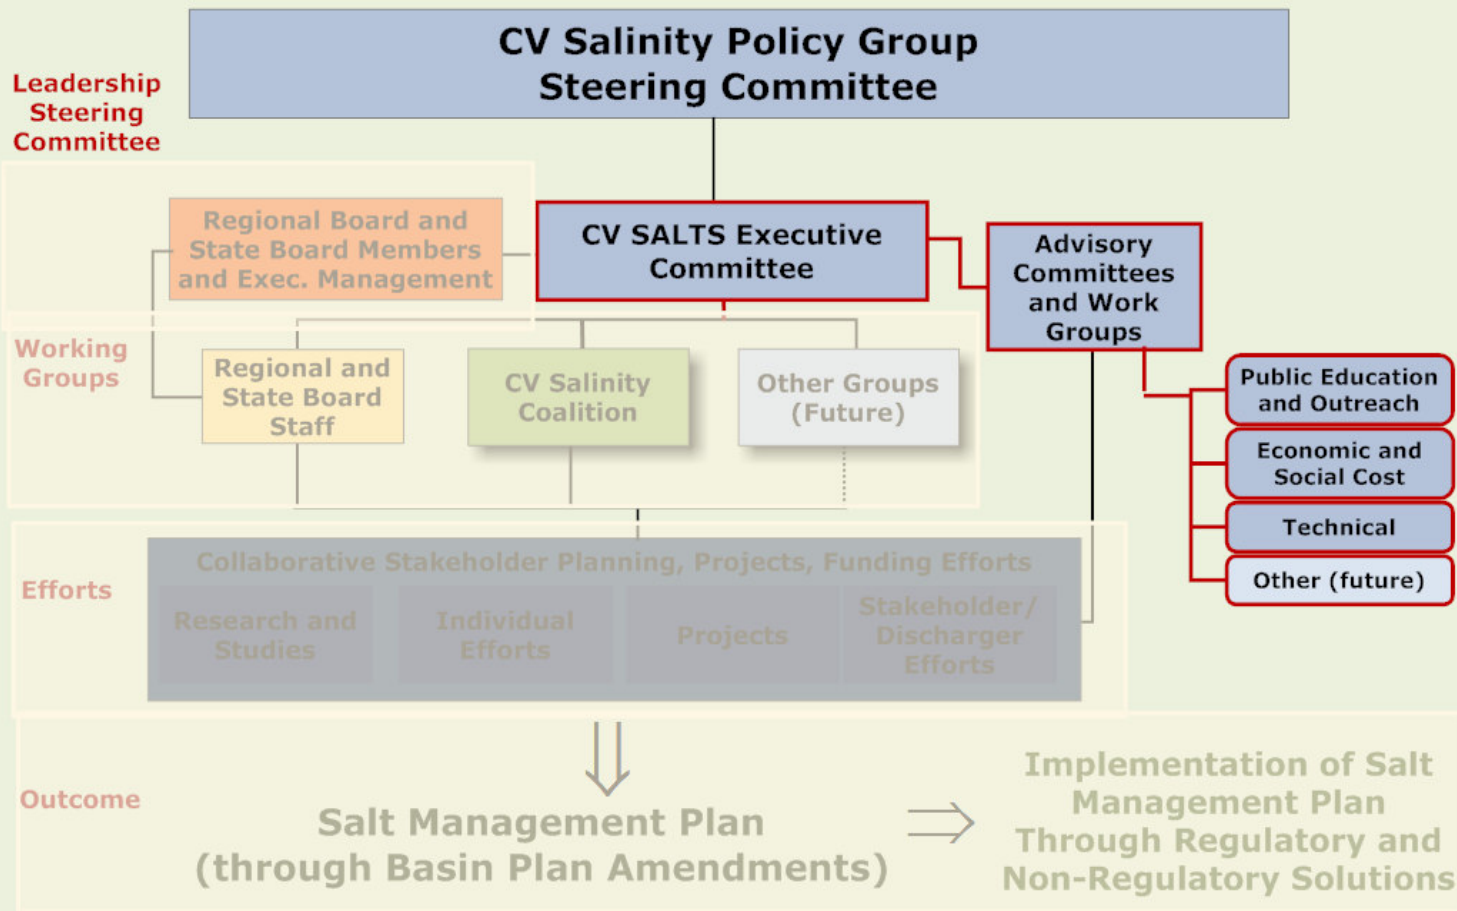 CV Salinity Policy Group
Steering Committee
Leadership
Steering
Committee
Regional Board and
State Board Members
and Exec. Management
CV SALTS Executive
Committee
Advisory
Committees
and Work
Groups
Working
Groups
Regional and
State Board
Staff
CV Salinity
Coalition
Other Groups
(Future)
Public Education
and Outreach
Economic and
Social Cost
Technical
Other (future)
Efforts
Collaborative Stakeholder Planning, Projects, Funding Efforts
Research and
Studies
Individual
Efforts
Projects
Stakeholder/
Discharger
Efforts
Outcome
Salt Management Plan
(through Basin Plan Amendments)
Implementation of Salt
Management Plan
Through Regulatory and
Non-Regulatory Solutions